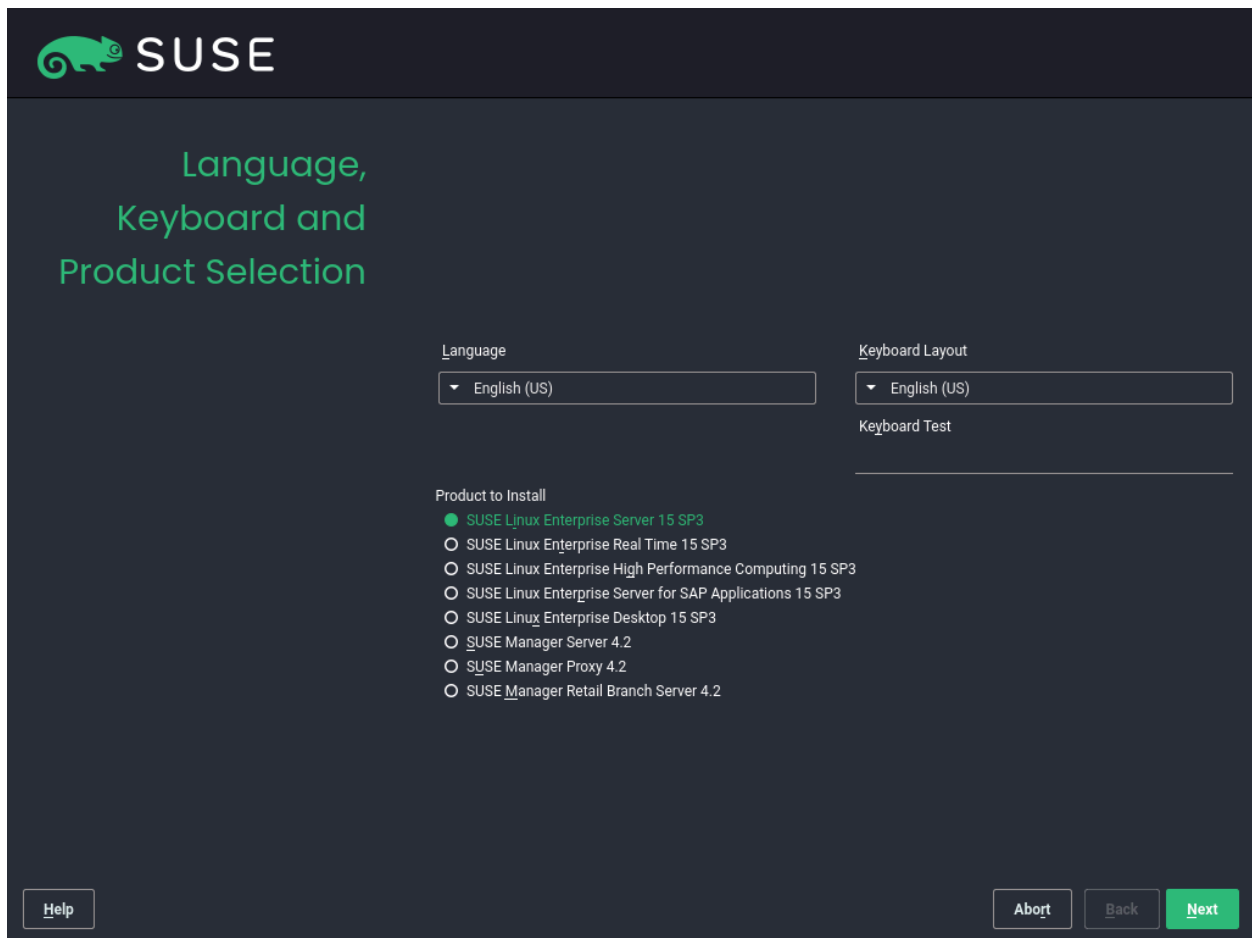 SUSE
Language,
Keyboard and
Product Selection
Language
Keyboard Layout
English (US)
English (US)
Keyboard Test
Product to Install
SUSE Linux Enterprise Server 15 SP3
SUSE Linux Enterprise Real Time 15 SP3
SUSE Linux Enterprise High Performance Computing 15 SP3
SUSE Linux Enterprise Server for SAP Applications 15 SP3
SUSE Linux Enterprise Desktop 15 SP3
SUSE Manager Server 4.2
SUSE Manager Proxy 4.2
SUSE Manager Retail Branch Server 4.2
Help
Abort
Back
Next